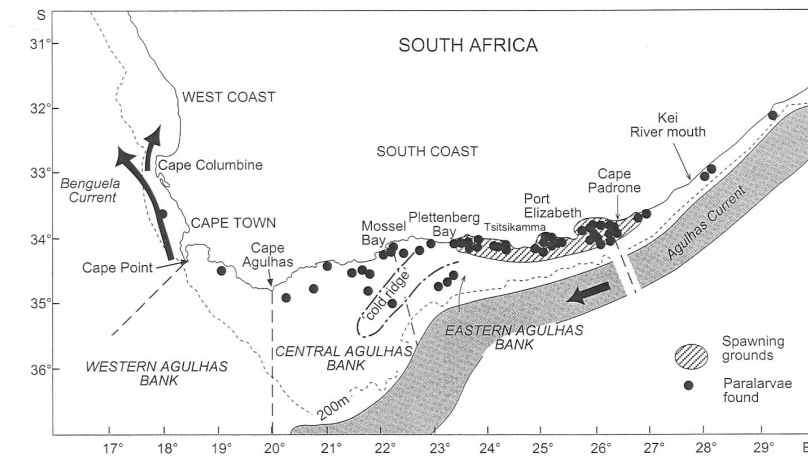 S
31°
32°
33°
34°
35°
36°
SOUTH AFRICA
WEST COAST
Cape Columbine
Benguela
Current
CAPE TOWN
Cape Point
Cape
Agulhas
SOUTH COAST
Mossel
Bay
Plettenberg
Bay
Tsitsikamma
Port
Elizabeth
Cape
Padrone
Kei
River mouth
Agulhas Current
cold ridge
WESTERN AGULHAS
BANK
CENTRAL AGULHAS
BANK
EASTERN AGULHAS
BANK
200m
Spawning
grounds
Paralarvae
found
17°
18°
19°
20°
21°
22°
23°
24°
25°
26°
27°
28°
29°
E